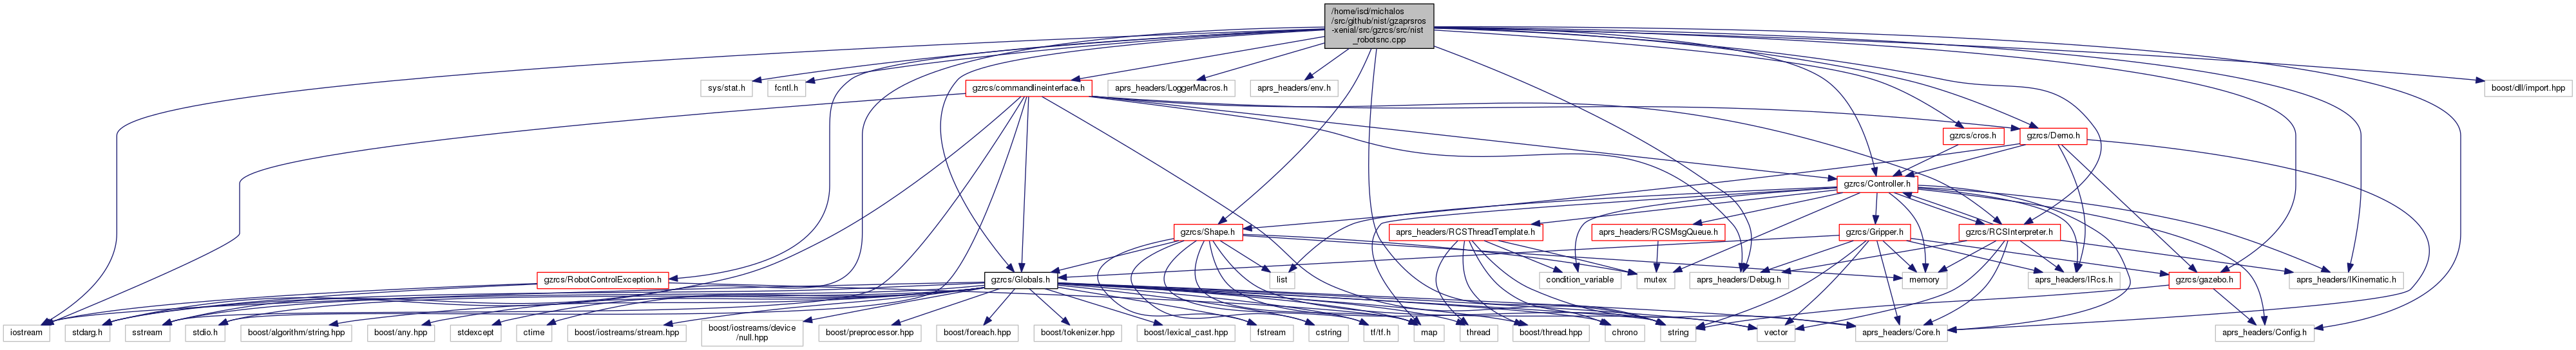 /home/isd/michalos
/src/github/nist/gzaprsros
-xenial/src/gzrcs/src/nist
_robotsnc.cpp
sys/stat.h
fcntl.h
gzrcs/commandlineinterface.h
aprs_headers/LoggerMacros.h
aprs_headers/env.h
boost/dll/import.hpp
gzrcs/cros.h
gzrcs/Demo.h
gzrcs/Controller.h
gzrcs/Shape.h
aprs_headers/RCSThreadTemplate.h
aprs_headers/RCSMsgQueue.h
gzrcs/Gripper.h
gzrcs/RCSInterpreter.h
gzrcs/RobotControlException.h
gzrcs/Globals.h
list
condition_variable
mutex
aprs_headers/Debug.h
memory
aprs_headers/IRcs.h
gzrcs/gazebo.h
aprs_headers/IKinematic.h
iostream
stdarg.h
sstream
stdio.h
boost/algorithm/string.hpp
boost/any.hpp
stdexcept
ctime
boost/iostreams/stream.hpp
boost/iostreams/device
/null.hpp
boost/preprocessor.hpp
boost/foreach.hpp
boost/tokenizer.hpp
boost/lexical_cast.hpp
fstream
cstring
tf/tf.h
map
thread
boost/thread.hpp
chrono
string
vector
aprs_headers/Core.h
aprs_headers/Config.h